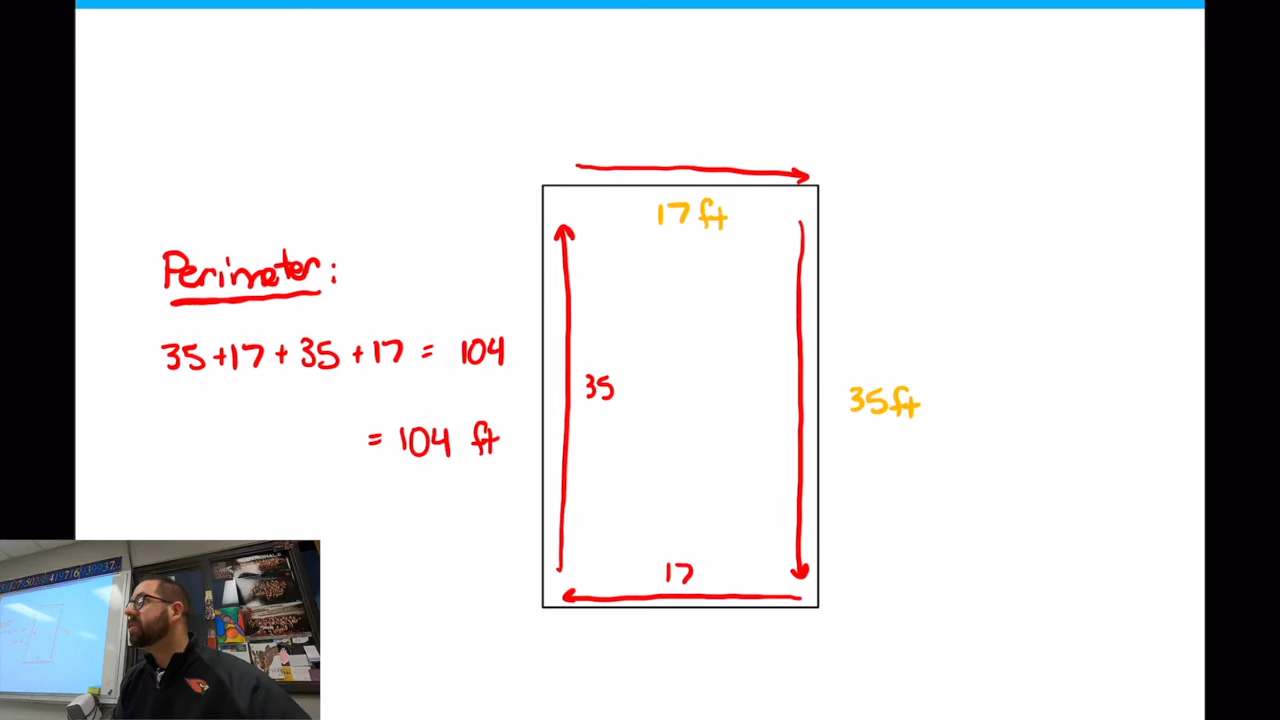 17 ft
Perimeter:
35+17+35+17 = 104
35
35ft
= 104 ft
17